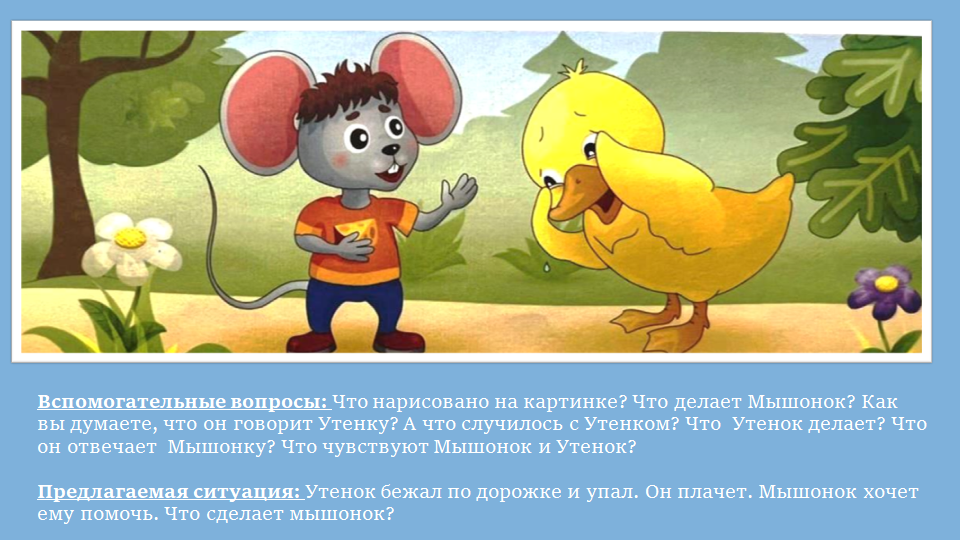 Вспомогательные вопросы: Что нарисовано на картинке? Что делает Мышонок? Как
вы думаете, что он говорит Утенку? А что случилось с Утенком? Что  Утенок делает? Что
он отвечает  Мышонку? Что чувствуют Мышонок и Утенок?
Предлагаемая ситуация: Утенок бежал по дорожке и упал. Он плачет. Мышонок хочет
ему помочь. Что сделает мышонок?